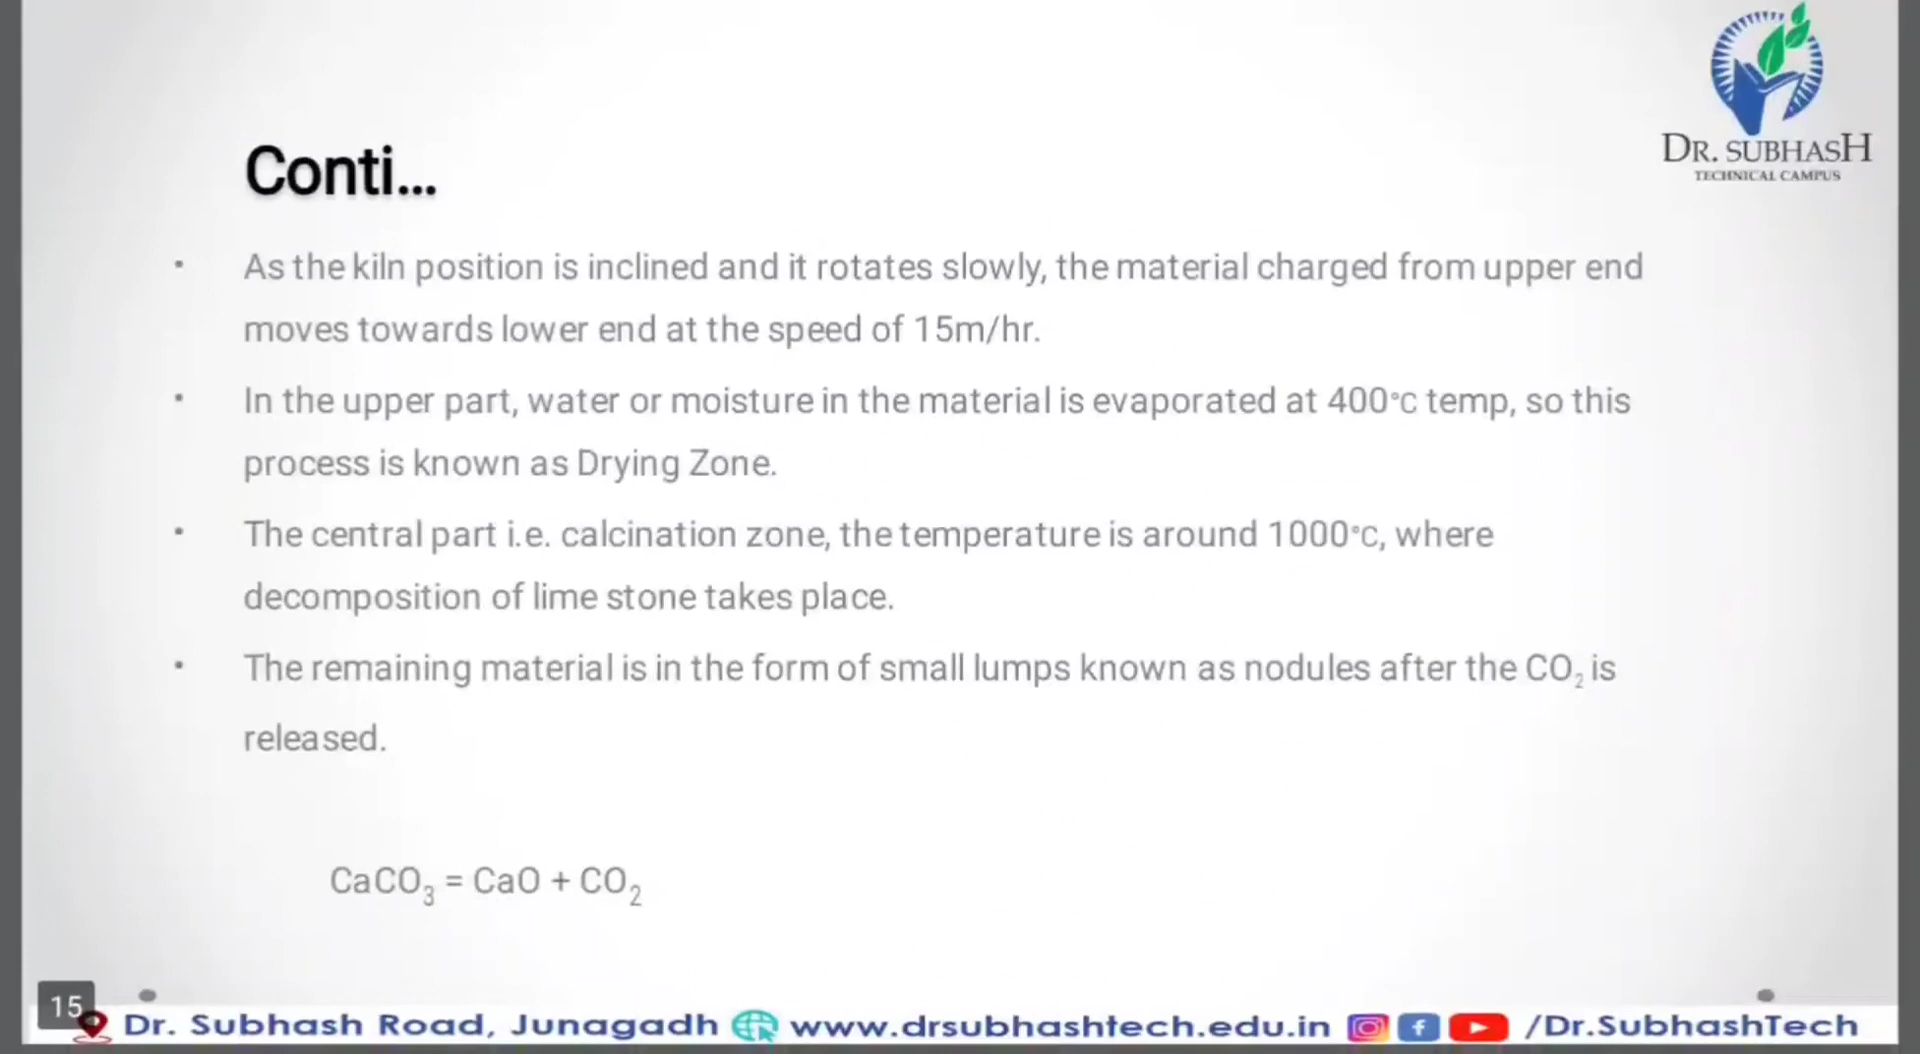 DR. SUBHASH
TECHNICAL CAMPUS
Conti...
• As the kiln position is inclined and it rotates slowly, the material charged from upper end
moves towards lower end at the speed of 15m/hr.
• In the upper part, water or moisture in the material is evaporated at 400°C temp, so this
process is known as Drying Zone.
• The central part i.e. calcination zone, the temperature is around 1000°C, where
decomposition of lime stone takes place.
• The remaining material is in the form of small lumps known as nodules after the CO₂ is
released.
CaCO₃ = CaO + CO₂
15
Dr. Subhash Road, Junagadh www.drsubhashtech.edu.in /Dr.SubhashTech